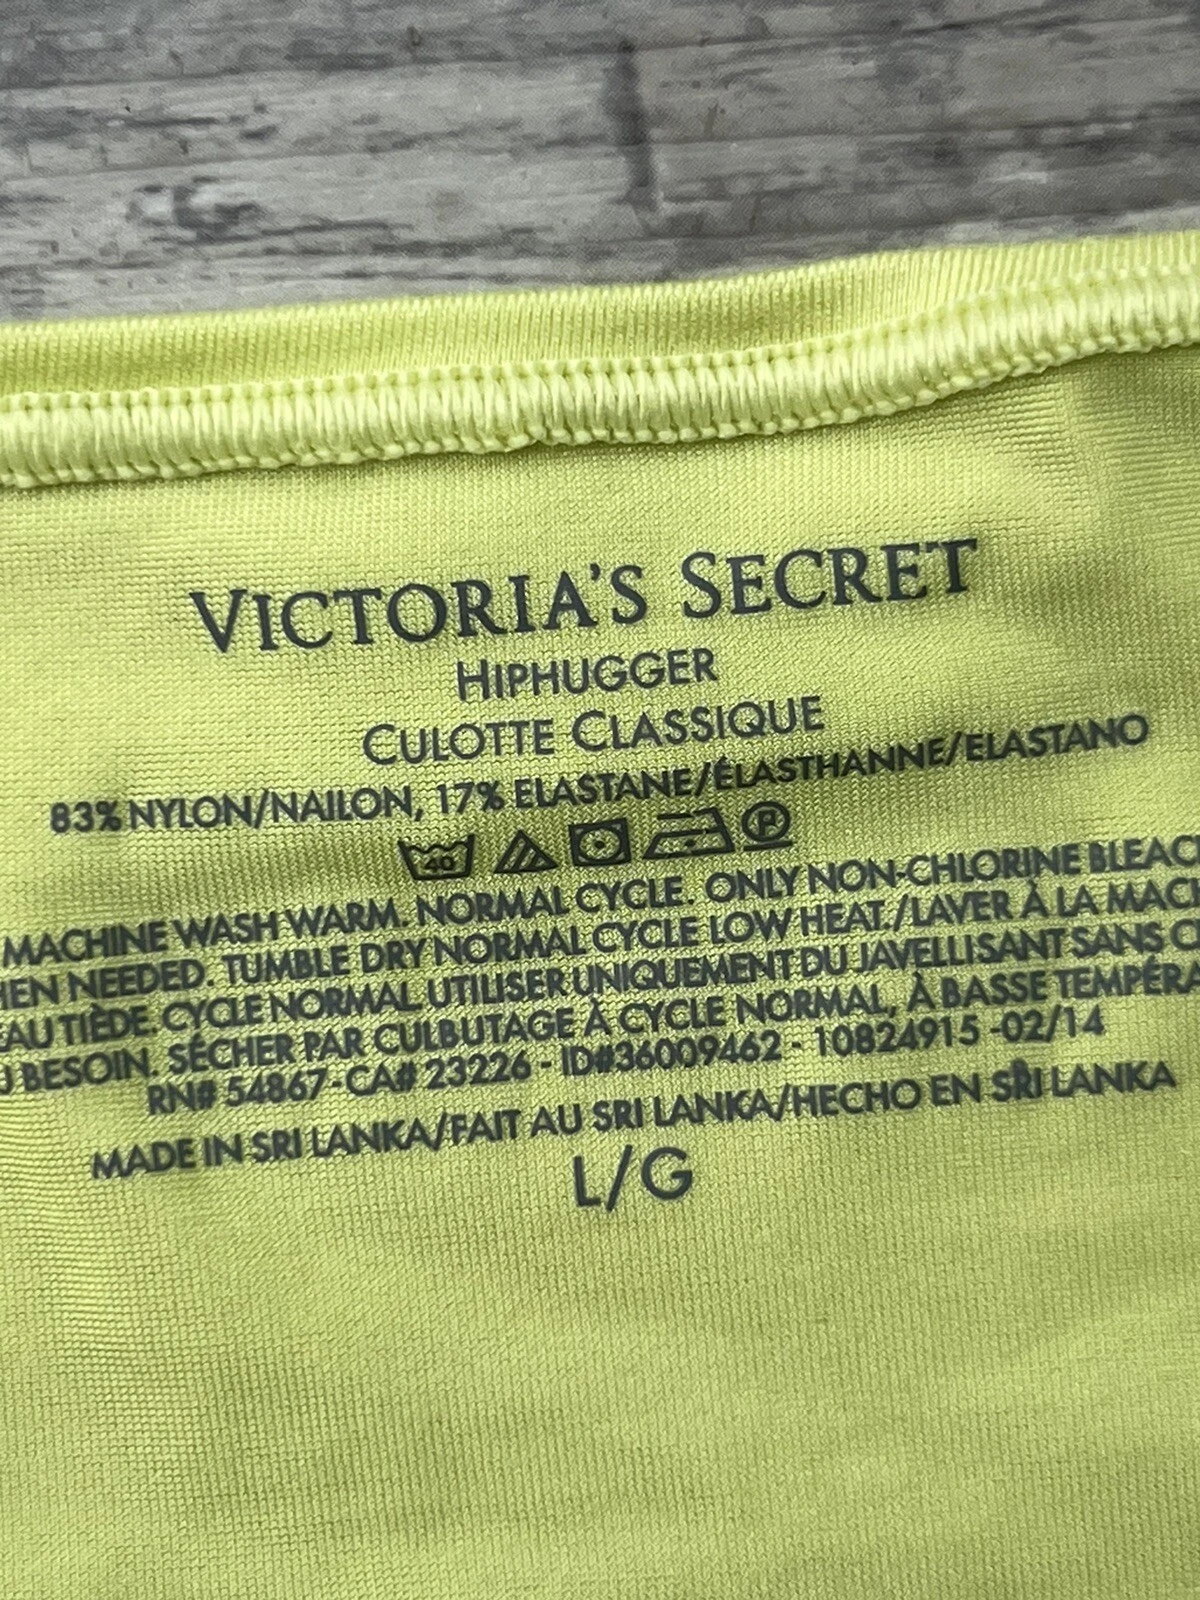 VICTORIA'S SECRET
HIPHUGGER
CULOTTE CLASSIQUE
83% NYLON/NAILON, 17% ELASTANE/ÉLASTHANNE/ELASTANO
40 P
MACHINE WASH WARM. NORMAL CYCLE. ONLY NON-CHLORINE BLEAC
HEN NEEDED. TUMBLE DRY NORMAL CYCLE LOW HEAT./LAVER À LA MACH
EAU TIÈDE. CYCLE NORMAL. UTILISER UNIQUEMENT DU JAVELLISANT SANS C
U BESOIN. SÉCHER PAR CULBUTAGE À CYCLE NORMAL, À BASSE TEMPÉRA
RN# 54867-CA# 23226 - ID#36009462 - 10824915 -02/14
MADE IN SRI LANKA/FAIT AU SRI LANKA/HECHO EN SRI LANKA
L/G